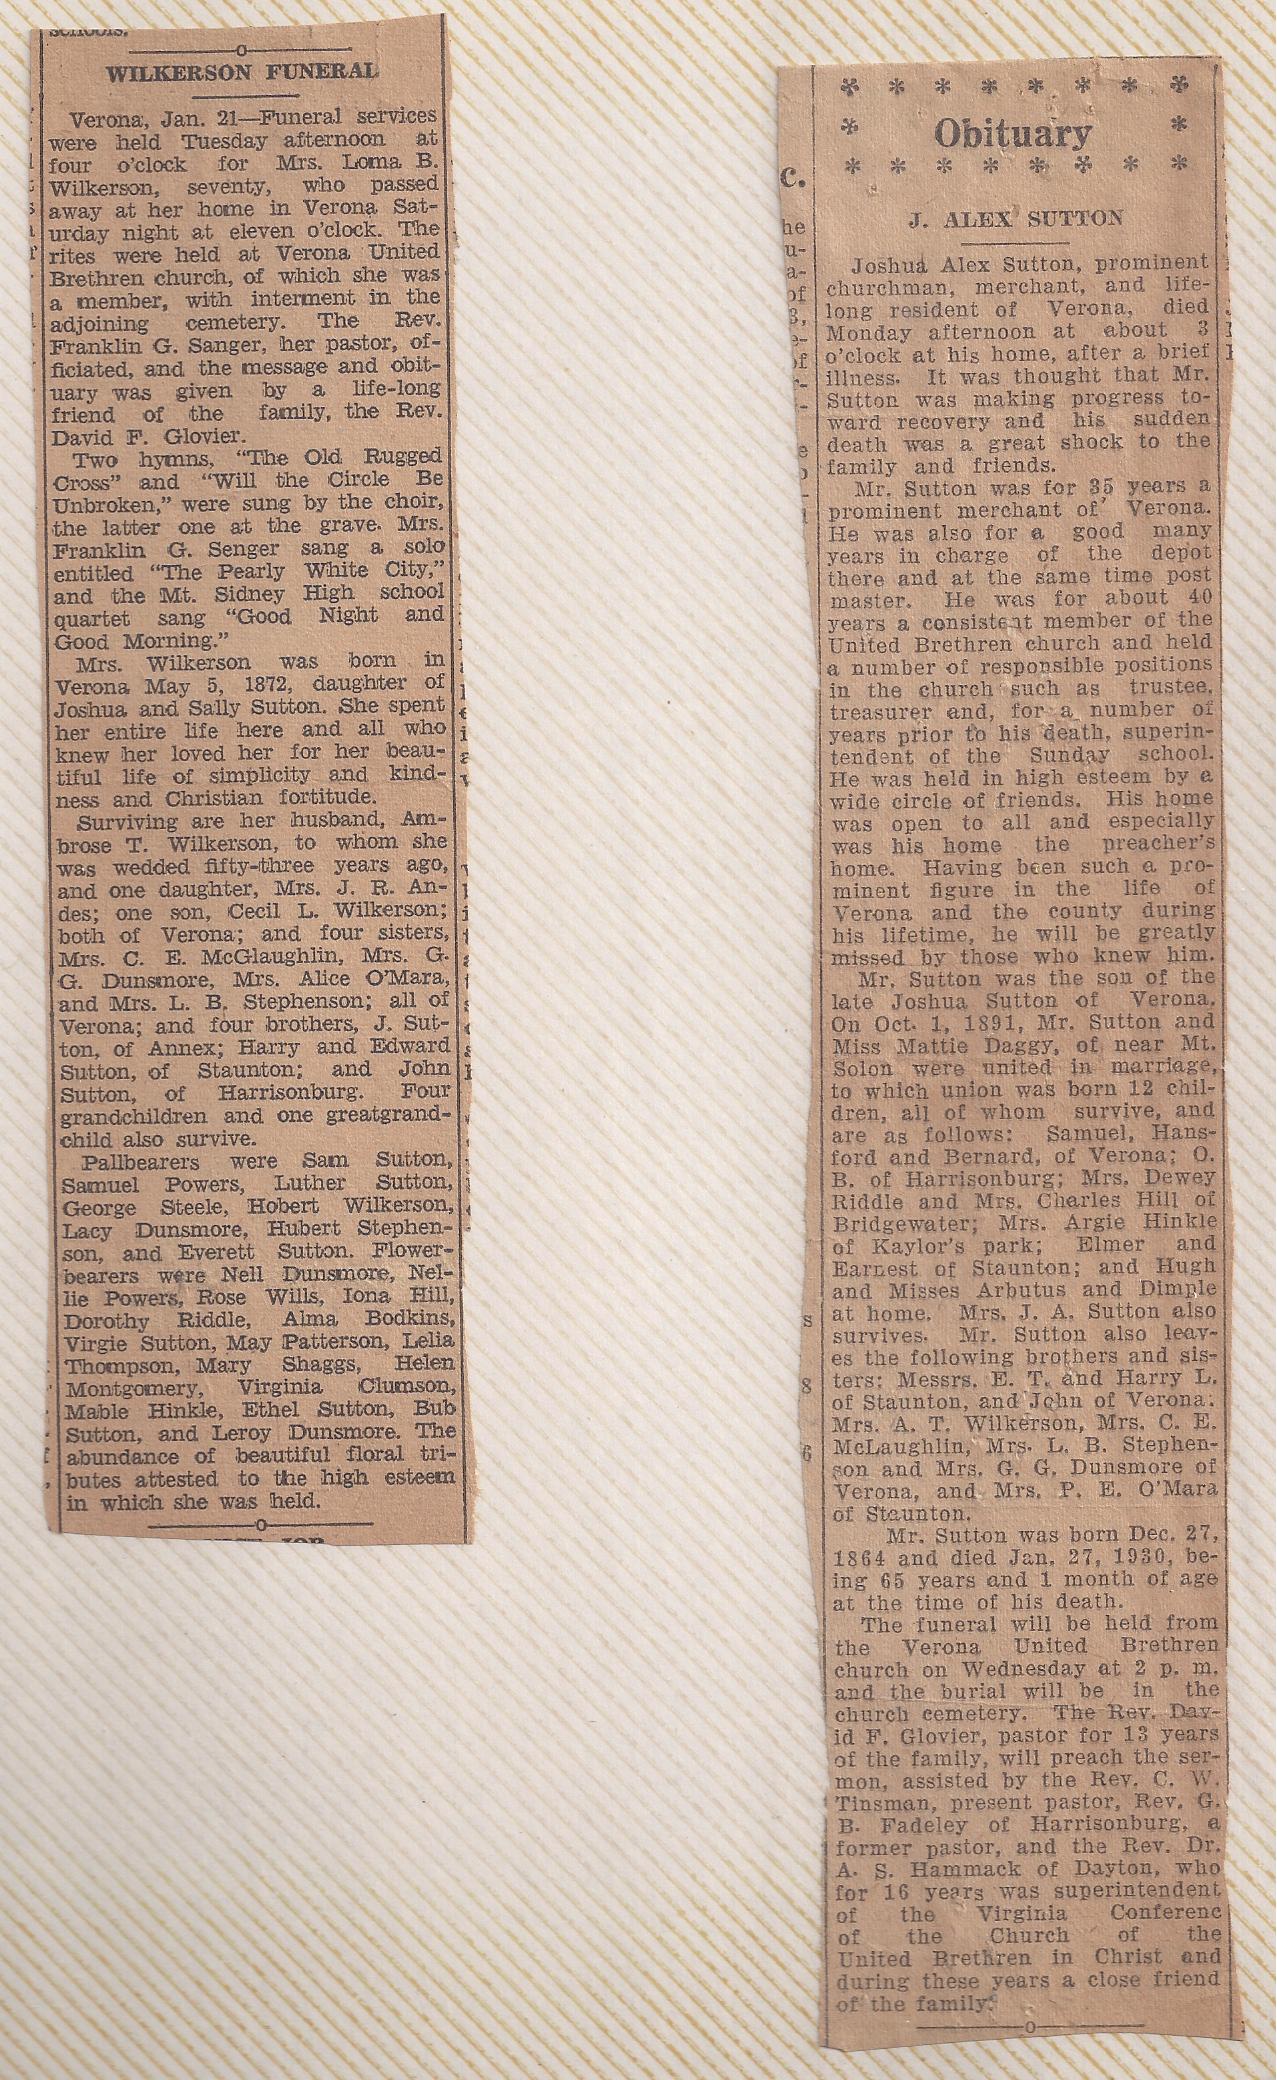 schools.
WILKERSON FUNERAL
Verona, Jan. 21—Funeral services
were held Tuesday afternoon at
four o'clock for Mrs. Loma B.
Wilkerson, seventy, who passed
away at her home in Verona Sat-
urday night at eleven o'clock. The
rites were held at Verona United
Brethren church, of which she was
a member, with interment in the
adjoining cemetery. The Rev.
Franklin G. Sanger, her pastor, of-
ficiated, and the message and obit-
uary was given by a life-long
friend of the family, the Rev.
David F. Glovier.
Two hymns, "The Old Rugged
Cross" and "Will the Circle Be
Unbroken," were sung by the choir,
the latter one at the grave. Mrs.
Franklin G. Senger sang a solo
entitled "The Pearly White City,"
and the Mt. Sidney High school
quartet sang "Good Night and
Good Morning."
Mrs. Wilkerson was born in
Verona May 5, 1872, daughter of
Joshua and Sally Sutton. She spent
her entire life here and all who
knew her loved her for her beau-
tiful life of simplicity and kind-
ness and Christian fortitude.
Surviving are her husband, Am-
brose T. Wilkerson, to whom she
was wedded fifty-three years ago,
and one daughter, Mrs. J. R. An-
des; one son, Cecil L. Wilkerson;
both of Verona; and four sisters,
Mrs. C. E. McGlaughlin, Mrs. G.
G. Dunsmore, Mrs. Alice O'Mara,
and Mrs. L. B. Stephenson; all of
Verona; and four brothers, J. Sut-
ton, of Annex; Harry and Edward
Sutton, of Staunton; and John
Sutton, of Harrisonburg. Four
grandchildren and one greatgrand-
child also survive.
Pallbearers were Sam Sutton,
Samuel Powers, Luther Sutton,
George Steele, Hobert Wilkerson,
Lacy Dunsmore, Hubert Stephen-
son, and Everett Sutton. Flower-
bearers were Nell Dunsmore, Nel-
lie Powers, Rose Wills, Iona Hill,
Dorothy Riddle, Alma Bodkins,
Virgie Sutton, May Patterson, Lelia
Thompson, Mary Shaggs, Helen
Montgomery, Virginia Clumson,
Mable Hinkle, Ethel Sutton, Bub
Sutton, and Leroy Dunsmore. The
abundance of beautiful floral tri-
butes attested to the high esteem
in which she was held.
* * * * * * * *
* Obituary *
* * * * * * * *
J. ALEX SUTTON
Joshua Alex Sutton, prominent
churchman, merchant, and life-
long resident of Verona, died
Monday afternoon at about 3
o'clock at his home, after a brief
illness. It was thought that Mr.
Sutton was making progress to-
ward recovery and his sudden
death was a great shock to the
family and friends.
Mr. Sutton was for 35 years a
prominent merchant of Verona.
He was also for a good many
years in charge of the depot
there and at the same time post
master. He was for about 40
years a consistent member of the
United Brethren church and held
a number of responsible positions
in the church such as trustee,
treasurer and, for a number of
years prior to his death, superin-
tendent of the Sunday school.
He was held in high esteem by a
wide circle of friends. His home
was open to all and especially
was his home the preacher's
home. Having been such a pro-
minent figure in the life of
Verona and the county during
his lifetime, he will be greatly
missed by those who knew him.
Mr. Sutton was the son of the
late Joshua Sutton of Verona.
On Oct. 1, 1891, Mr. Sutton and
Miss Mattie Daggy, of near Mt.
Solon were united in marriage,
to which union was born 12 chil-
dren, all of whom survive, and
are as follows: Samuel, Hans-
ford and Bernard, of Verona; O.
B. of Harrisonburg; Mrs. Dewey
Riddle and Mrs. Charles Hill of
Bridgewater; Mrs. Argie Hinkle
of Kaylor's park; Elmer and
Earnest of Staunton; and Hugh
and Misses Arbutus and Dimple
at home. Mrs. J. A. Sutton also
survives. Mr. Sutton also leav-
es the following brothers and sis-
ters: Messrs. E. T. and Harry L.
of Staunton, and John of Verona.
Mrs. A. T. Wilkerson, Mrs. C. E.
McLaughlin, Mrs. L. B. Stephen-
son and Mrs. G. G. Dunsmore of
Verona, and Mrs. P. E. O'Mara
of Staunton.
Mr. Sutton was born Dec. 27,
1864 and died Jan. 27, 1930, be-
ing 65 years and 1 month of age
at the time of his death.
The funeral will be held from
the Verona United Brethren
church on Wednesday at 2 p. m.
and the burial will be in the
church cemetery. The Rev. Dav-
id F. Glovier, pastor for 13 years
of the family, will preach the ser-
mon, assisted by the Rev. C. W.
Tinsman, present pastor, Rev. G.
B. Fadeley of Harrisonburg, a
former pastor, and the Rev. Dr.
A. S. Hammack of Dayton, who
for 16 years was superintendent
of the Virginia Conferenc
of the Church of the
United Brethren in Christ and
during these years a close friend
of the family.